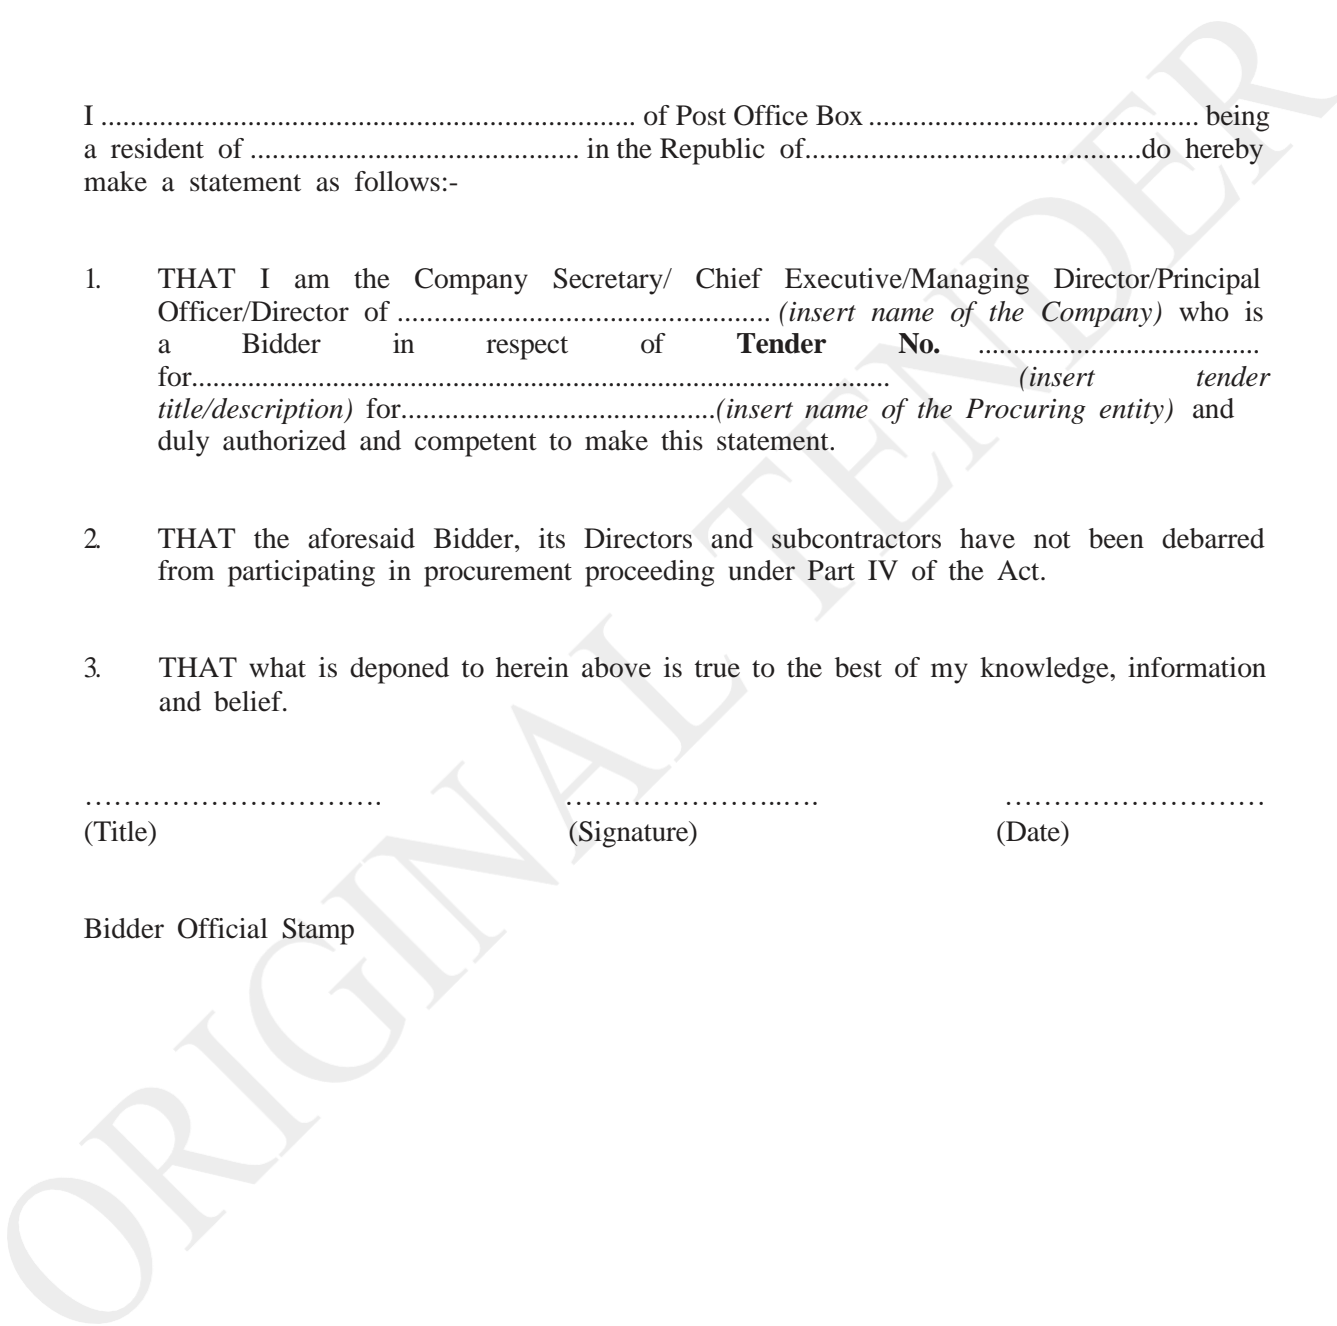 I ........................................................................ of Post Office Box ............................................. being
a resident of ............................................. in the Republic of..............................................do hereby
make a statement as follows:-
1. THAT I am the Company Secretary/ Chief Executive/Managing Director/Principal
Officer/Director of ................................................... (insert name of the Company) who is
a Bidder in respect of Tender No. .......................................
for................................................................................................ (insert tender
title/description) for............................................(insert name of the Procuring entity) and
duly authorized and competent to make this statement.
2. THAT the aforesaid Bidder, its Directors and subcontractors have not been debarred
from participating in procurement proceeding under Part IV of the Act.
3. THAT what is deponed to herein above is true to the best of my knowledge, information
and belief.
…………………………. …………………..…. ………………………
(Title) (Signature) (Date)
Bidder Official Stamp
ORIGINAL TENDER